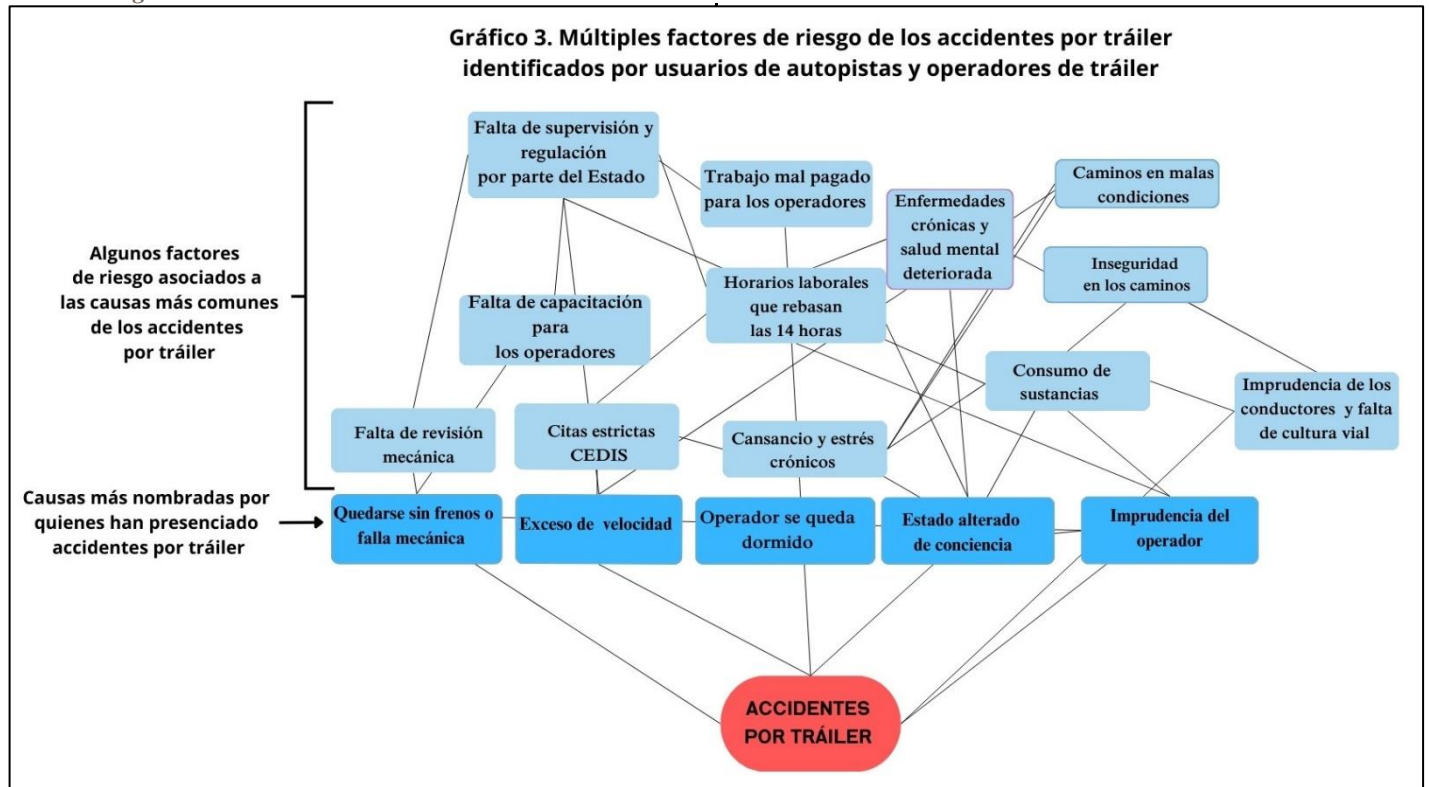 Gráfico 3. Múltiples factores de riesgo de los accidentes por tráiler
identificados por usuarios de autopistas y operadores de tráiler
Algunos factores
de riesgo asociados a
las causas más comunes
de los accidentes
por tráiler
Falta de supervisión y
regulación
por parte del Estado
Trabajo mal pagado
para los operadores
Enfermedades
crónicas y
salud mental
deteriorada
Caminos en malas
condiciones
Inseguridad
en los caminos
Horarios laborales
que rebasan
las 14 horas
Falta de capacitación
para
los operadores
Consumo de
sustancias
Imprudencia de los
conductores y falta
de cultura vial
Falta de revisión
mecánica
Citas estrictas
CEDIS
Cansancio y estrés
crónicos
Causas más nombradas por
quienes han presenciado
accidentes por tráiler
Quedarse sin frenos o
falla mecánica
Exceso de velocidad
Operador se queda
dormido
Estado alterado
de conciencia
Imprudencia del
operador
ACCIDENTES
POR TRÁILER